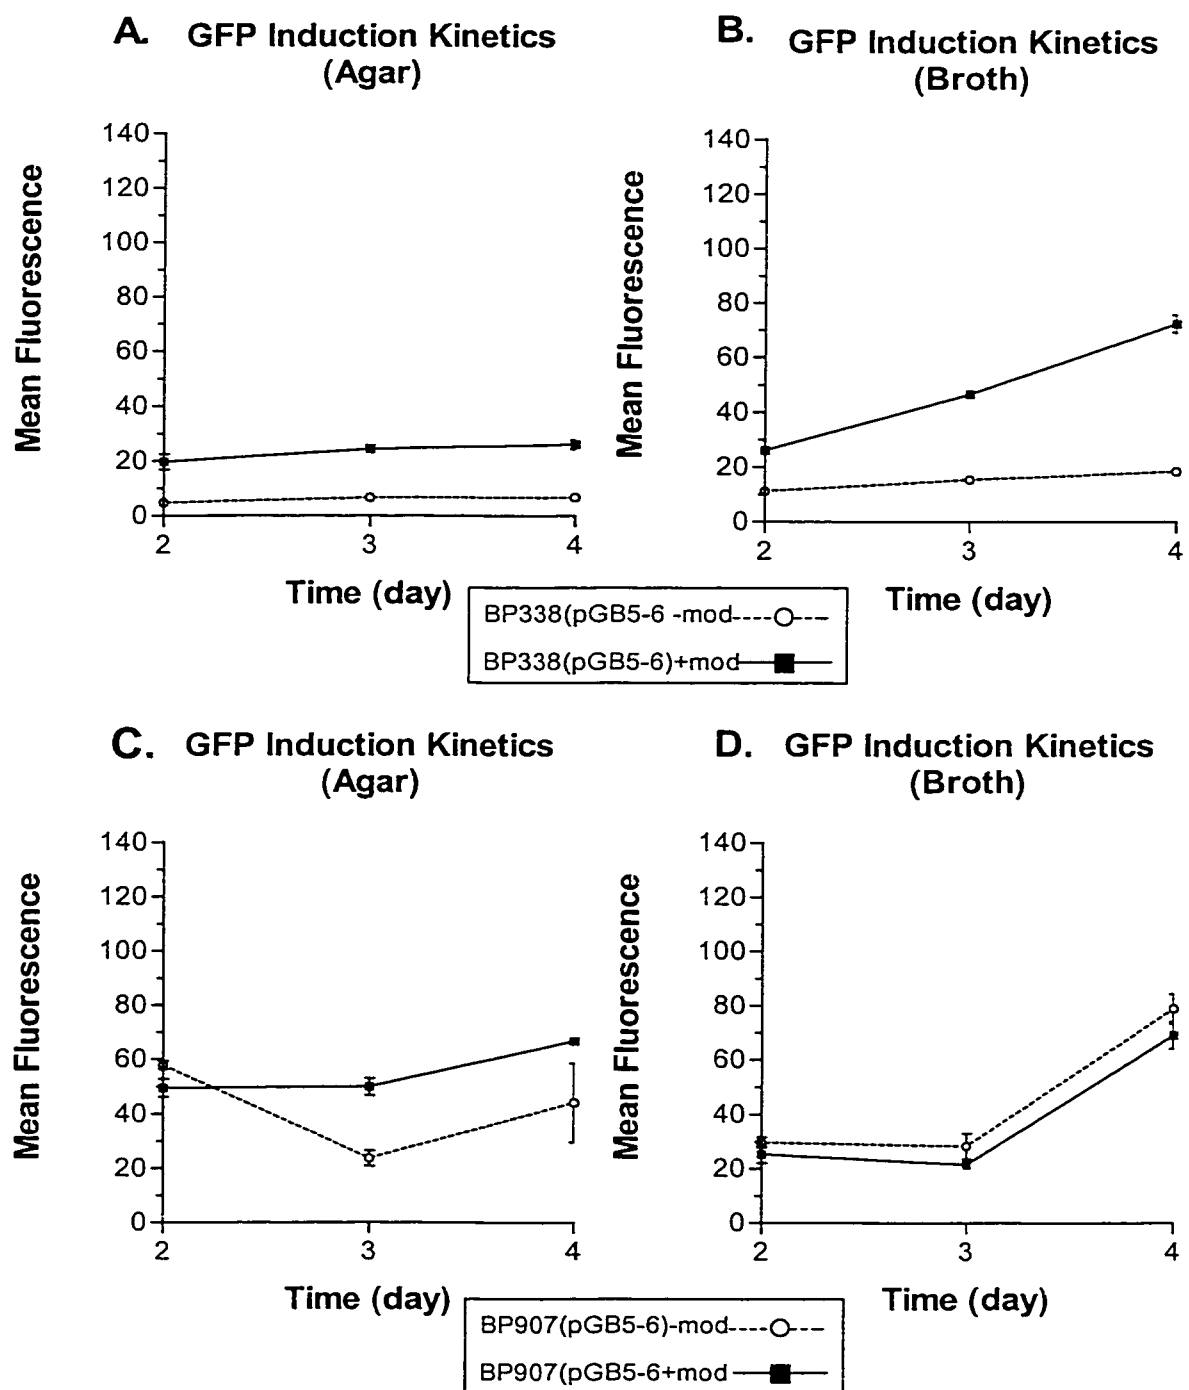 A. GFP Induction Kinetics
(Agar)
Mean Fluorescence
140
120
100
80
60
40
20
0
2 3 4
Time (day)
B. GFP Induction Kinetics
(Broth)
Mean Fluorescence
140
120
100
80
60
40
20
0
2 3 4
Time (day)
BP338(pGB5-6 -mod
BP338(pGB5-6)+mod
C. GFP Induction Kinetics
(Agar)
Mean Fluorescence
140
120
100
80
60
40
20
0
2 3 4
Time (day)
D. GFP Induction Kinetics
(Broth)
Mean Fluorescence
140
120
100
80
60
40
20
0
2 3 4
Time (day)
BP907(pGB5-6)-mod
BP907(pGB5-6+mod